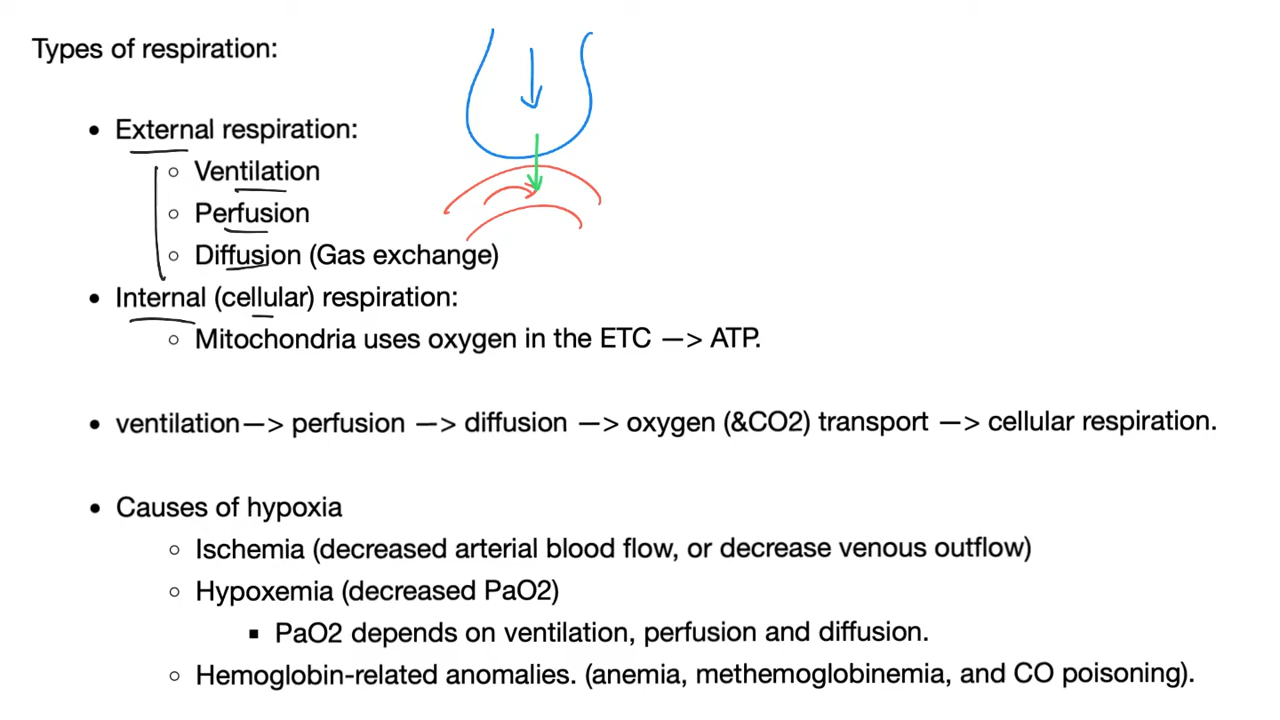 Types of respiration:
• External respiration:
○ Ventilation
○ Perfusion
○ Diffusion (Gas exchange)
• Internal (cellular) respiration:
○ Mitochondria uses oxygen in the ETC —> ATP.
• ventilation—> perfusion —> diffusion —> oxygen (&CO2) transport —> cellular respiration.
• Causes of hypoxia
○ Ischemia (decreased arterial blood flow, or decrease venous outflow)
○ Hypoxemia (decreased PaO2)
▪ PaO2 depends on ventilation, perfusion and diffusion.
○ Hemoglobin-related anomalies. (anemia, methemoglobinemia, and CO poisoning).